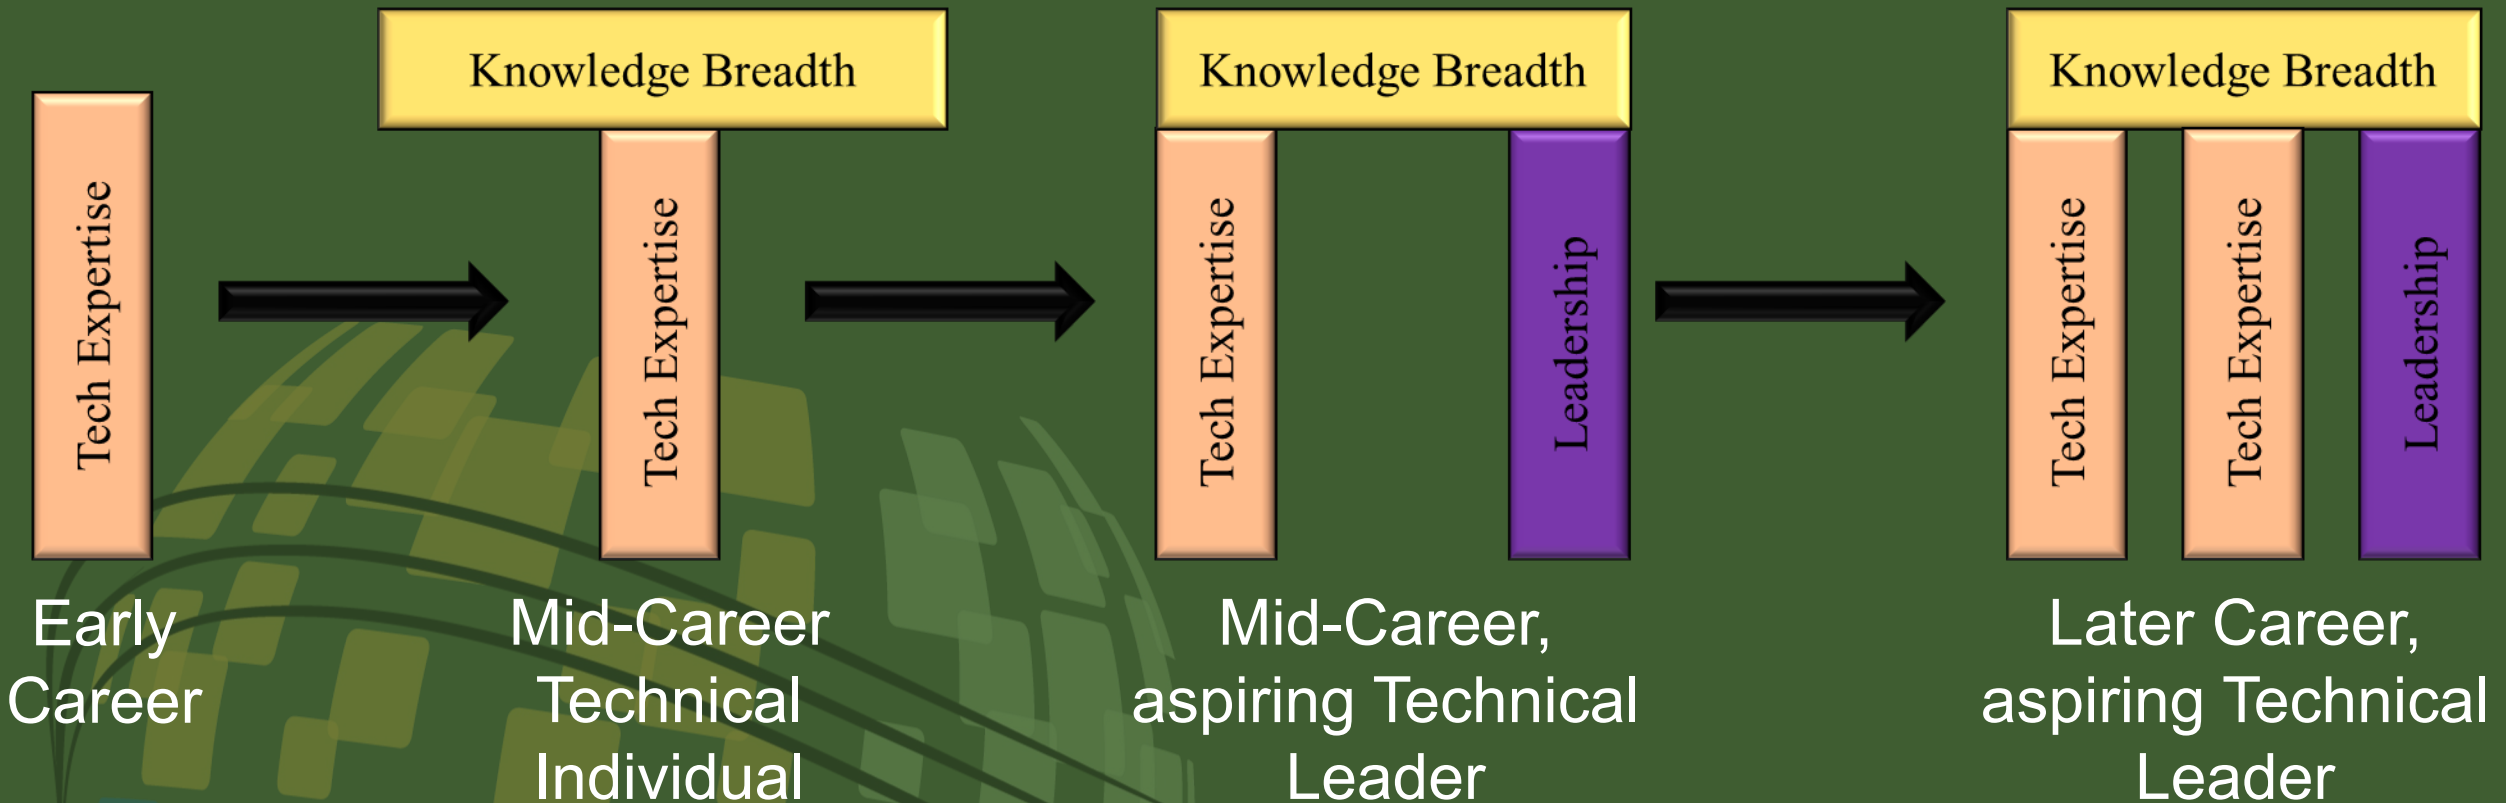 Tech Expertise
Early
Career
Knowledge Breadth
Tech Expertise
Mid-Career
Technical
Individual
Knowledge Breadth
Tech Expertise
Leadership
Mid-Career,
aspiring Technical
Leader
Knowledge Breadth
Tech Expertise
Tech Expertise
Leadership
Later Career,
aspiring Technical
Leader